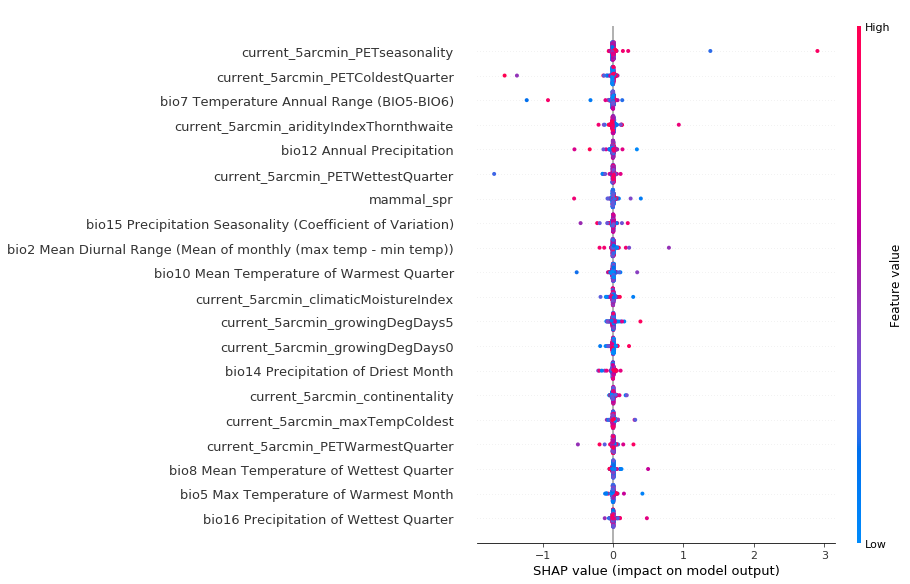 High
current_5arcmin_PETseasonality
current_5arcmin_PETColdestQuarter
bio7 Temperature Annual Range (BIO5-BIO6)
current_5arcmin_aridityIndexThornthwaite
bio12 Annual Precipitation
current_5arcmin_PETWettestQuarter
mammal_spr
bio15 Precipitation Seasonality (Coefficient of Variation)
bio2 Mean Diurnal Range (Mean of monthly (max temp - min temp))
bio10 Mean Temperature of Warmest Quarter
current_5arcmin_climaticMoistureIndex
current_5arcmin_growingDegDays5
current_5arcmin_growingDegDays0
bio14 Precipitation of Driest Month
current_5arcmin_continentality
current_5arcmin_maxTempColdest
current_5arcmin_PETWarmestQuarter
bio8 Mean Temperature of Wettest Quarter
bio5 Max Temperature of Warmest Month
bio16 Precipitation of Wettest Quarter
Feature value
Low
−1 0 1 2 3
SHAP value (impact on model output)